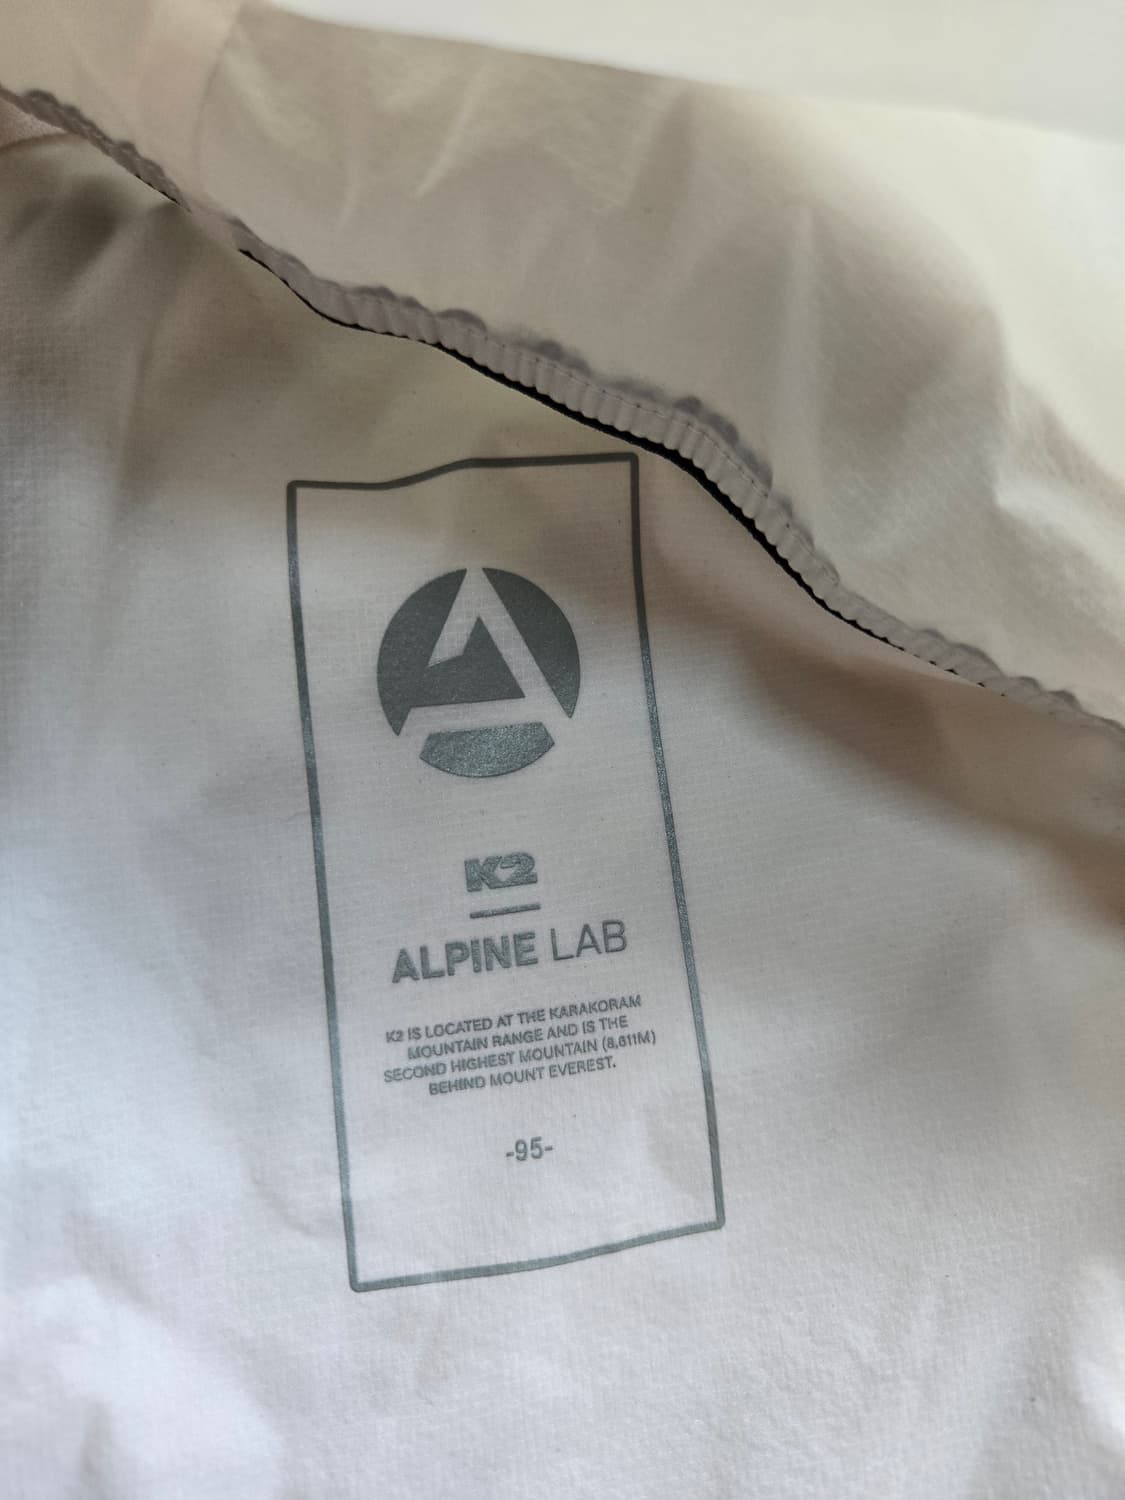 K2
ALPINE LAB
K2 IS LOCATED AT THE KARAKORAM
MOUNTAIN RANGE AND IS THE
SECOND HIGHEST MOUNTAIN (8,611M)
BEHIND MOUNT EVEREST.
-95-